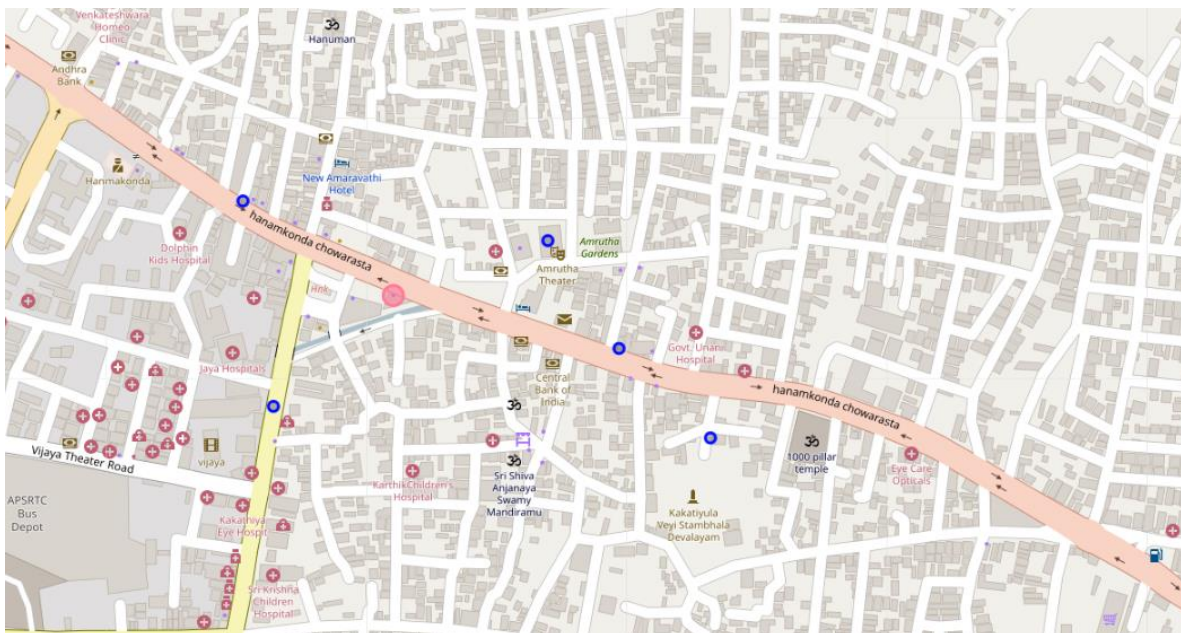 Venkateshwara
Homeo
Clinic
Hanuman
Andhra
Bank
Hanmakonda
New Amaravathi
Hotel
hanamkonda chowarasta
Dolphin
Kids Hospital
Amrutha
Gardens
Amrutha
Theater
Hnk
Jaya Hospitals
Govt. Unani
Hospital
Central
Bank of
India
hanamkonda chowarasta
Vijaya Theater Road
vijaya
1000 pillar
temple
Eye Care
Opticals
Sri Shiva
Anjanaya
Swamy
Mandiramu
KarthikChildren's
Hospital
APSRTC
Bus
Depot
Kakathiya
Eye Hospit
Kakatiyula
Veyi Stambhala
Devalayam
Sri Krishna
Children
Hospital